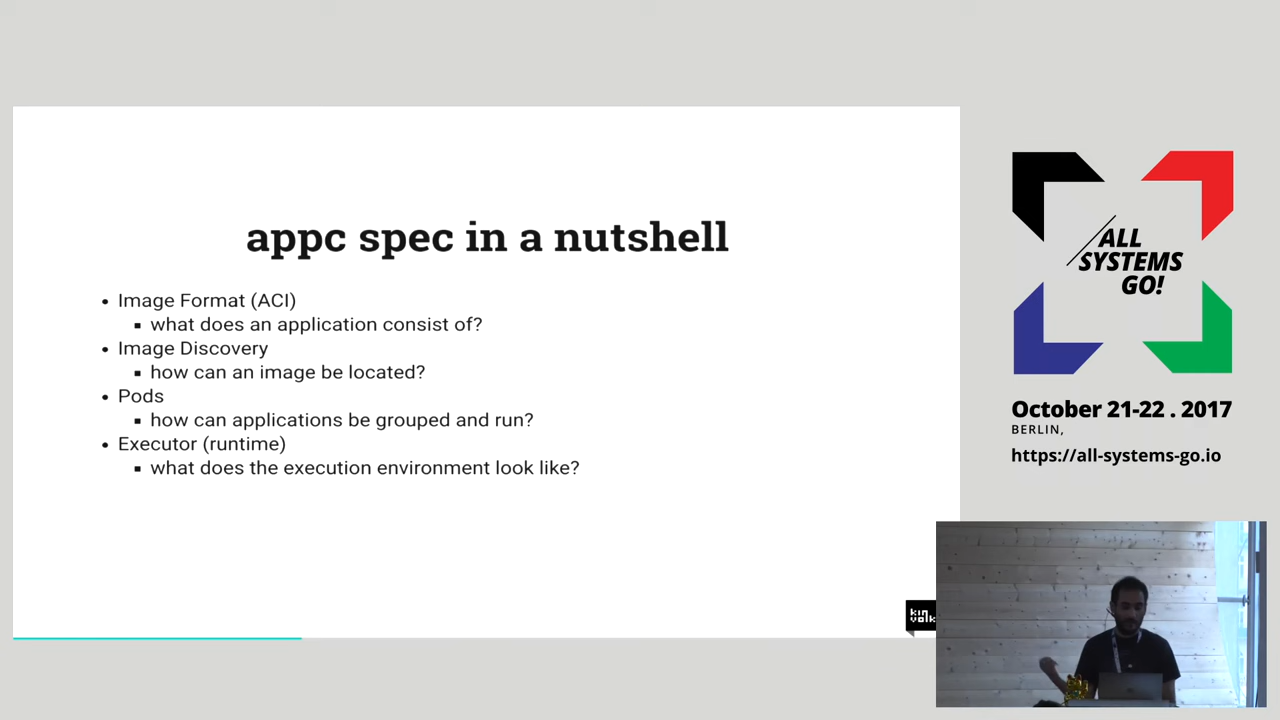 appc spec in a nutshell
• Image Format (ACI)
▪ what does an application consist of?
• Image Discovery
▪ how can an image be located?
• Pods
▪ how can applications be grouped and run?
• Executor (runtime)
▪ what does the execution environment look like?
kin
volk
ALL
SYSTEMS
GO!
October 21-22 . 2017
BERLIN,
https://all-systems-go.io